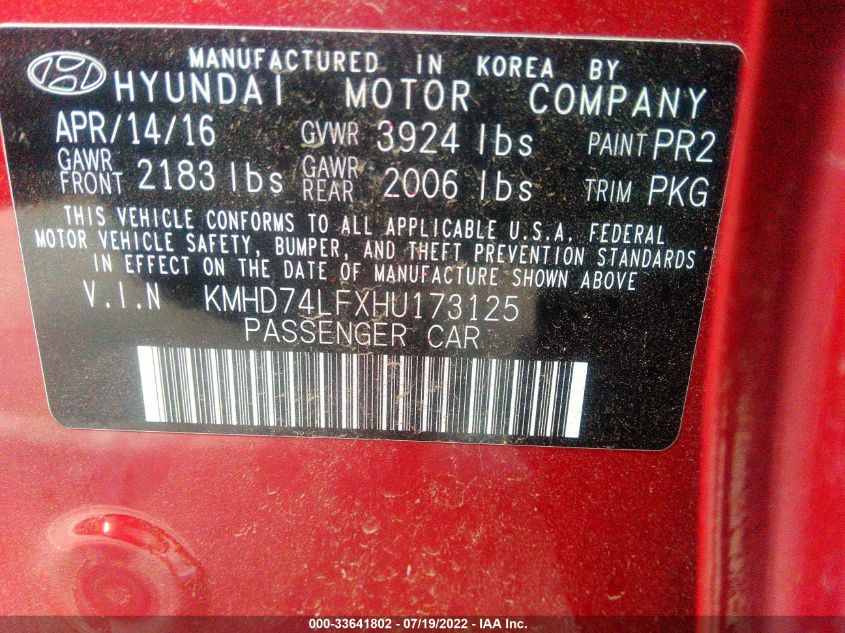 MANUFACTURED IN KOREA BY
HYUNDAI MOTOR COMPANY
APR/14/16 GVWR 3924 lbs PAINT PR2
GAWR FRONT 2183 lbs GAWR REAR 2006 lbs TRIM PKG
THIS VEHICLE CONFORMS TO ALL APPLICABLE U.S.A. FEDERAL
MOTOR VEHICLE SAFETY, BUMPER, AND THEFT PREVENTION STANDARDS
IN EFFECT ON THE DATE OF MANUFACTURE SHOWN ABOVE
V.I.N KMHD74LFXHU173125
PASSENGER CAR
000-33641802 - 07/19/2022 - IAA Inc.